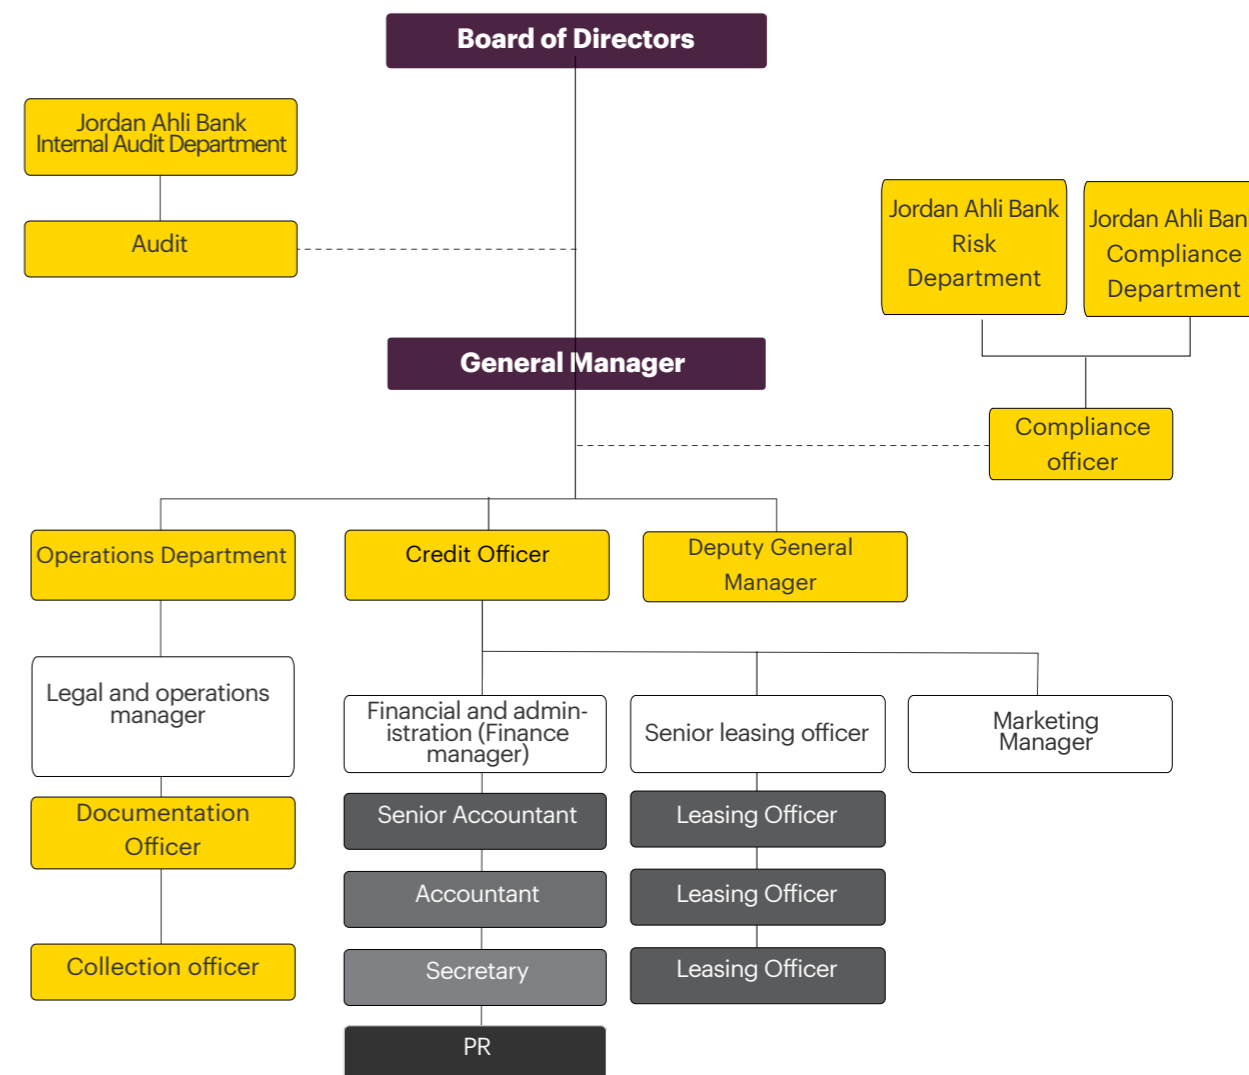 Board of Directors
Jordan Ahli Bank
Internal Audit Department
Audit
Jordan Ahli Bank
Risk
Department
Jordan Ahli Ban
Compliance
Department
General Manager
Compliance
officer
Operations Department
Credit Officer
Deputy General
Manager
Legal and operations
manager
Financial and admin-
istration (Finance
manager)
Senior leasing officer
Marketing
Manager
Documentation
Officer
Senior Accountant
Leasing Officer
Accountant
Leasing Officer
Collection officer
Secretary
Leasing Officer
PR